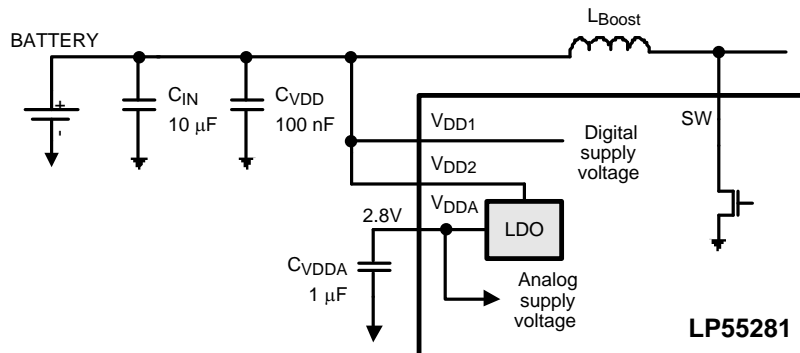 L_Boost
BATTERY
+
-
C_IN
10 μF
C_VDD
100 nF
V_DD1
Digital
supply
voltage
SW
V_DD2
2.8V
V_DDA
LDO
C_VDDA
1 μF
Analog
supply
voltage
LP55281